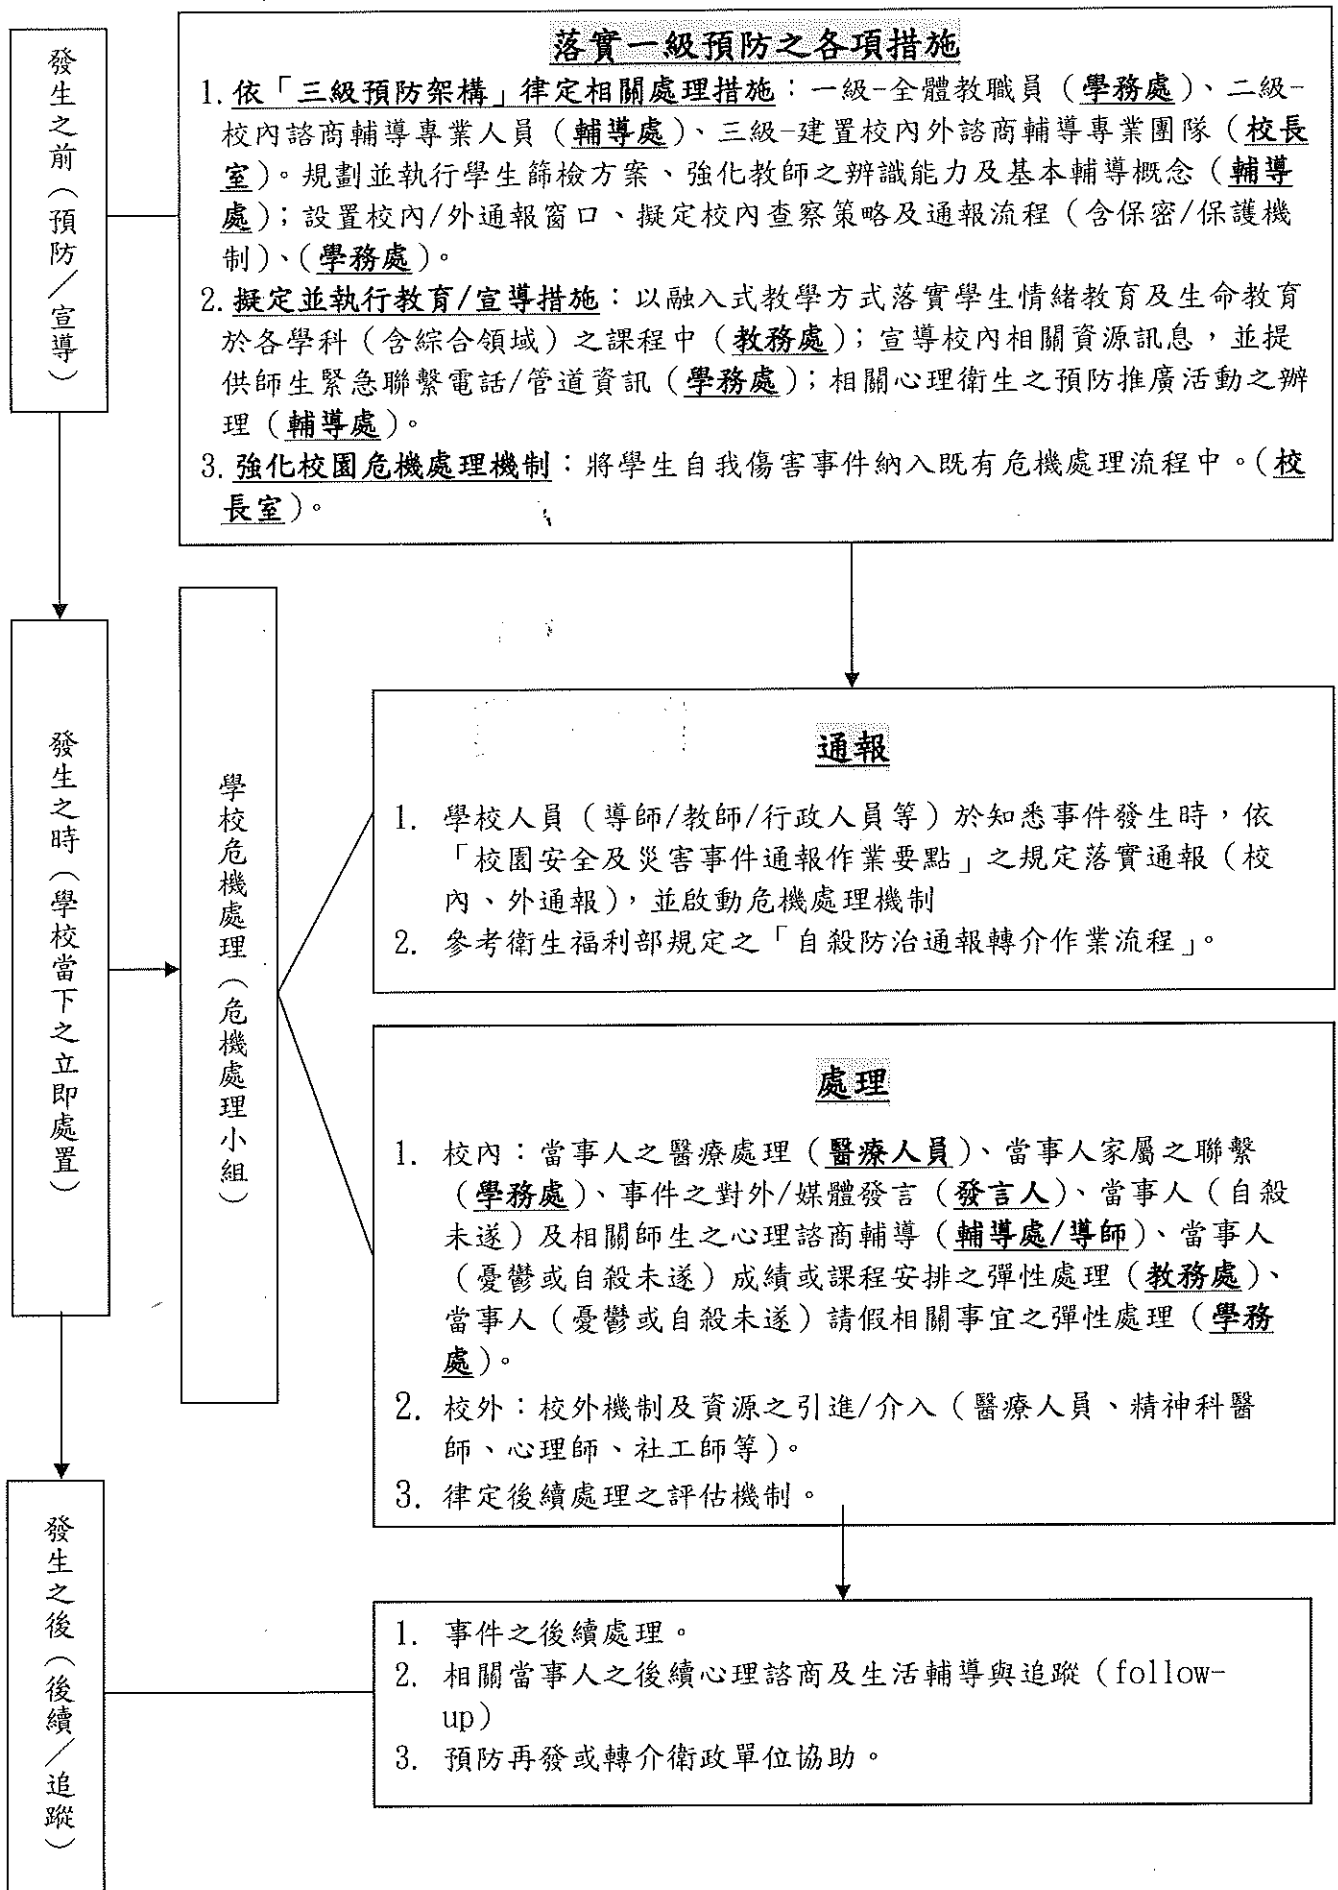 發生之前（預防／宣導）
落實一級預防之各項措施
1.依「三級預防架構」律定相關處理措施：一級-全體教職員（學務處）、二級-
校內諮商輔導專業人員（輔導處）、三級-建置校內外諮商輔導專業團隊（校長
室）。規劃並執行學生篩檢方案、強化教師之辨識能力及基本輔導概念（輔導
處）；設置校內/外通報窗口、擬定校內查察策略及通報流程（含保密/保護機
制）、（學務處）。
2.擬定並執行教育/宣導措施：以融入式教學方式落實學生情緒教育及生命教育
於各學科（含綜合領域）之課程中（教務處）；宣導校內相關資源訊息，並提
供師生緊急聯繫電話/管道資訊（學務處）；相關心理衛生之預防推廣活動之辦
理（輔導處）。
3.強化校園危機處理機制：將學生自我傷害事件納入既有危機處理流程中。（校
長室）。
發生之時（學校當下之立即處置）
學校危機處理（危機處理小組）
通報
1. 學校人員（導師/教師/行政人員等）於知悉事件發生時，依
「校園安全及災害事件通報作業要點」之規定落實通報（校
內、外通報），並啟動危機處理機制
2. 參考衛生福利部規定之「自殺防治通報轉介作業流程」。
處理
1. 校內：當事人之醫療處理（醫療人員）、當事人家屬之聯繫
（學務處）、事件之對外/媒體發言（發言人）、當事人（自殺
未遂）及相關師生之心理諮商輔導（輔導處/導師）、當事人
（憂鬱或自殺未遂）成績或課程安排之彈性處理（教務處）、
當事人（憂鬱或自殺未遂）請假相關事宜之彈性處理（學務
處）。
2. 校外：校外機制及資源之引進/介入（醫療人員、精神科醫
師、心理師、社工師等）。
3. 律定後續處理之評估機制。
發生之後（後續／追蹤）
1. 事件之後續處理。
2. 相關當事人之後續心理諮商及生活輔導與追蹤（follow-
up）
3. 預防再發或轉介衛政單位協助。